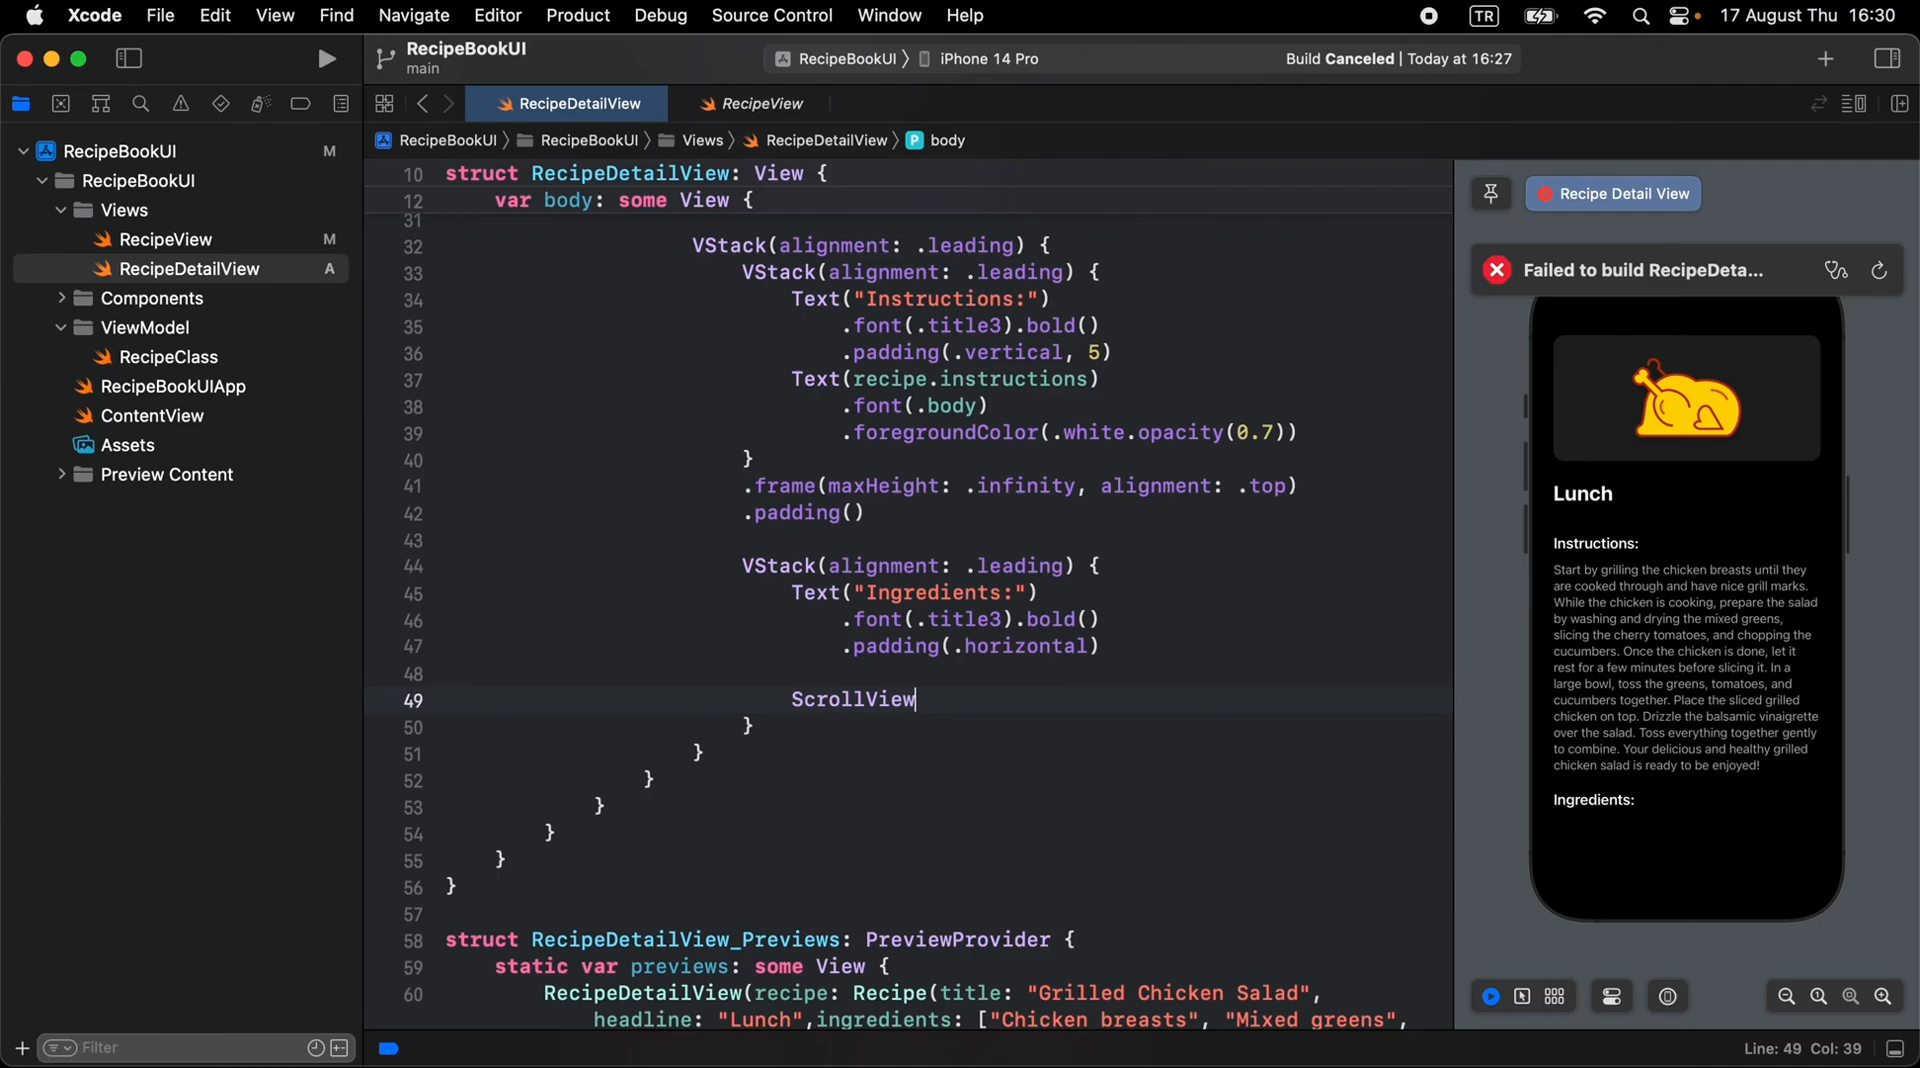 Xcode File Edit View Find Navigate Editor Product Debug Source Control Window Help TR 17 August Thu 16:30
RecipeBookUI
main
RecipeBookUI 〉 iPhone 14 Pro
Build Canceled | Today at 16:27
RecipeDetailView
RecipeView
RecipeBookUI 〉 RecipeBookUI 〉 Views 〉 RecipeDetailView 〉 P body
RecipeBookUI M
RecipeBookUI
Views
RecipeView M
RecipeDetailView A
Components
ViewModel
RecipeClass
RecipeBookUIApp
ContentView
Assets
Preview Content
Filter
10 struct RecipeDetailView: View {
12 var body: some View {
31
32 VStack(alignment: .leading) {
33 VStack(alignment: .leading) {
34 Text("Instructions:")
35 .font(.title3).bold()
36 .padding(.vertical, 5)
37 Text(recipe.instructions)
38 .font(.body)
39 .foregroundColor(.white.opacity(0.7))
40 }
41 .frame(maxHeight: .infinity, alignment: .top)
42 .padding()
43
44 VStack(alignment: .leading) {
45 Text("Ingredients:")
46 .font(.title3).bold()
47 .padding(.horizontal)
48
49 ScrollView
50 }
51 }
52 }
53 }
54 }
55 }
56 }
57
58 struct RecipeDetailView_Previews: PreviewProvider {
59 static var previews: some View {
60 RecipeDetailView(recipe: Recipe(title: "Grilled Chicken Salad",
headline: "Lunch",ingredients: ["Chicken breasts", "Mixed greens",
Recipe Detail View
Failed to build RecipeDeta...
Lunch
Instructions:
Start by grilling the chicken breasts until they
are cooked through and have nice grill marks.
While the chicken is cooking, prepare the salad
by washing and drying the mixed greens,
slicing the cherry tomatoes, and chopping the
cucumbers. Once the chicken is done, let it
rest for a few minutes before slicing it. In a
large bowl, toss the greens, tomatoes, and
cucumbers together. Place the sliced grilled
chicken on top. Drizzle the balsamic vinaigrette
over the salad. Toss everything together gently
to combine. Your delicious and healthy grilled
chicken salad is ready to be enjoyed!
Ingredients:
Line: 49 Col: 39